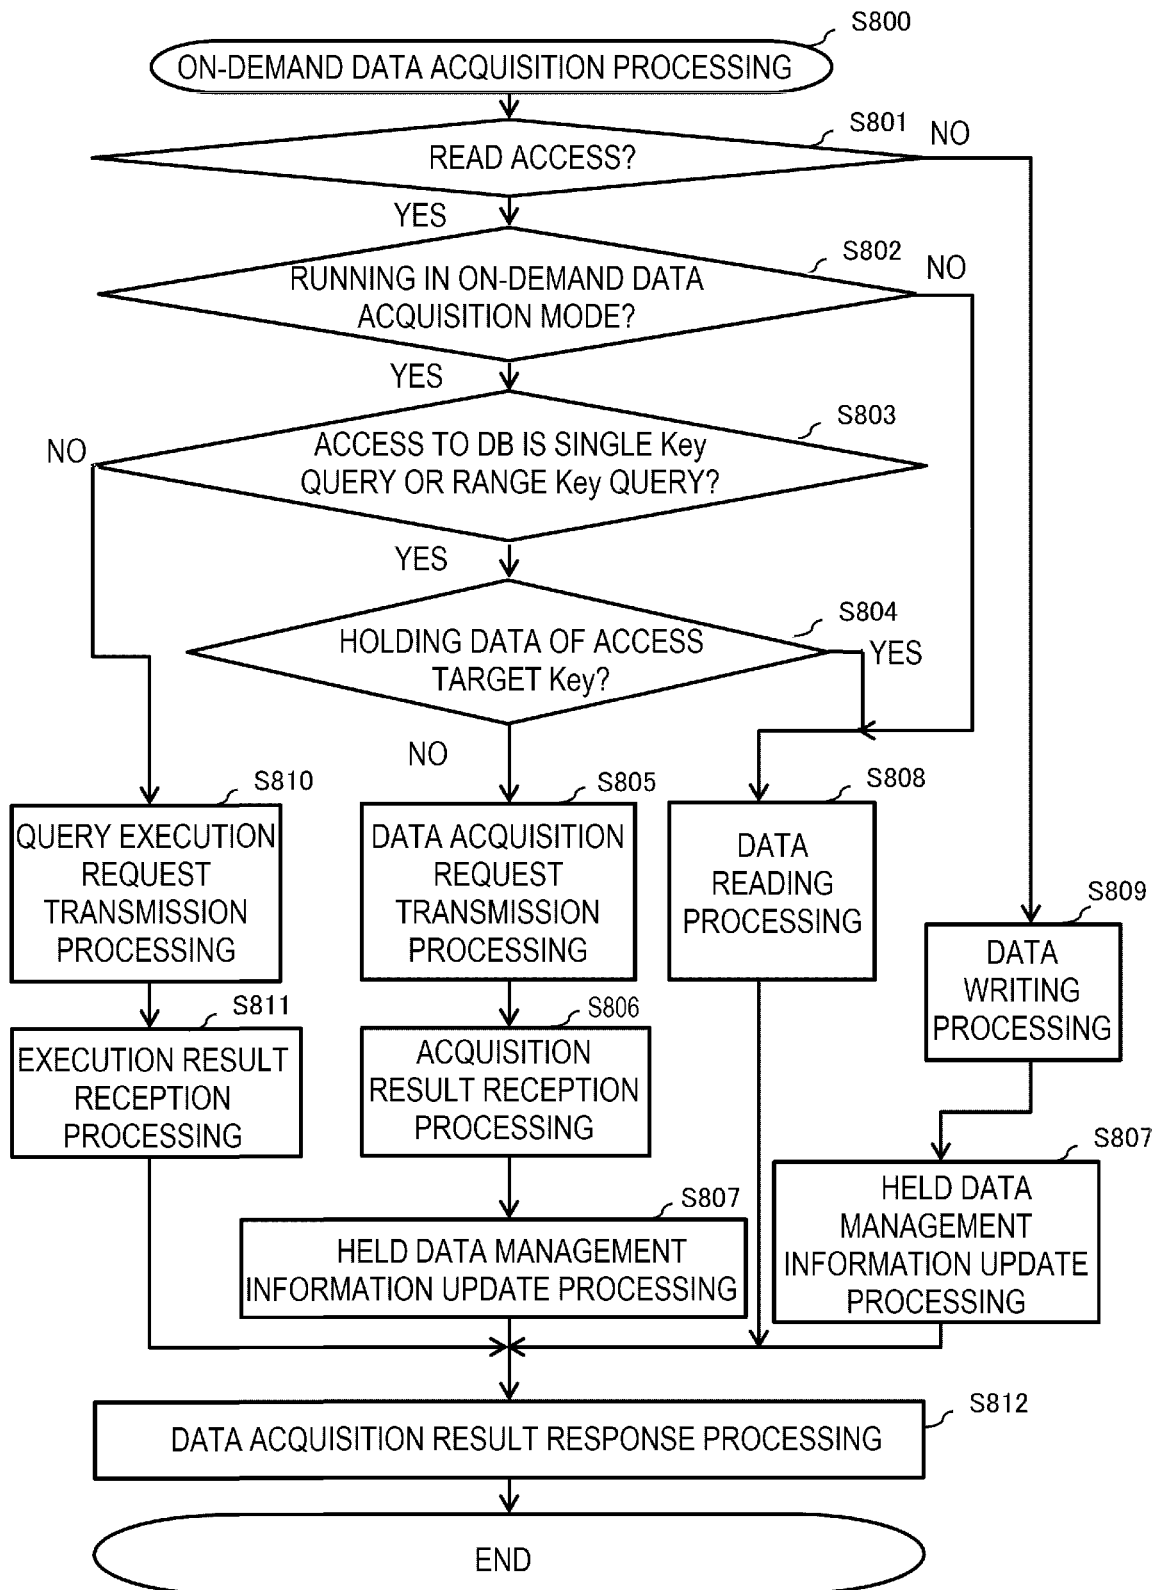 S800
ON-DEMAND DATA ACQUISITION PROCESSING
S801
NO
READ ACCESS?
YES
S802
NO
RUNNING IN ON-DEMAND DATA
ACQUISITION MODE?
YES
S803
NO
ACCESS TO DB IS SINGLE Key
QUERY OR RANGE Key QUERY?
YES
S804
HOLDING DATA OF ACCESS
TARGET Key?
YES
NO
S810
QUERY EXECUTION
REQUEST
TRANSMISSION
PROCESSING
S805
DATA ACQUISITION
REQUEST
TRANSMISSION
PROCESSING
S808
DATA
READING
PROCESSING
S809
DATA
WRITING
PROCESSING
S811
EXECUTION RESULT
RECEPTION
PROCESSING
S806
ACQUISITION
RESULT RECEPTION
PROCESSING
S807
HELD DATA MANAGEMENT
INFORMATION UPDATE PROCESSING
S807
HELD DATA
MANAGEMENT
INFORMATION UPDATE
PROCESSING
S812
DATA ACQUISITION RESULT RESPONSE PROCESSING
END